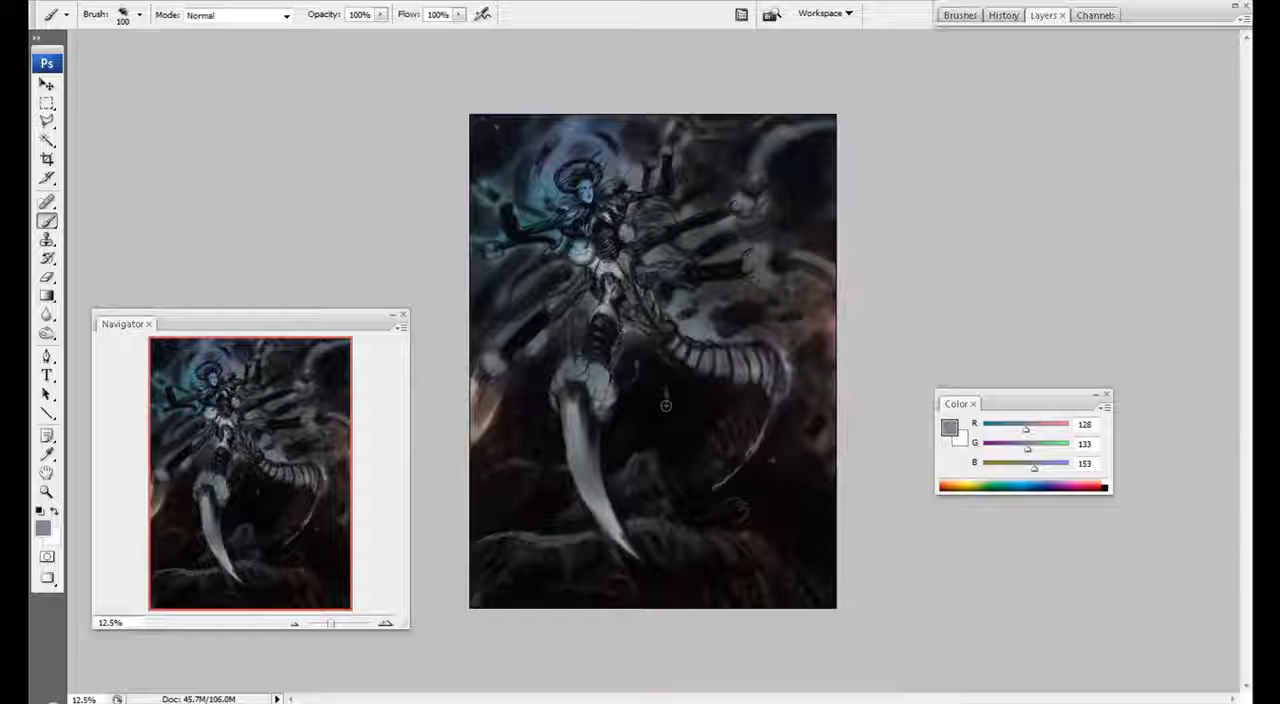 Brush: 100 Mode: Normal Opacity: 100% Flow: 100% Workspace Brushes History Layers Channels
Ps
Navigator
Color
R 128
G 133
B 153
12.5%
12.5% Doc: 45.7M/106.0M